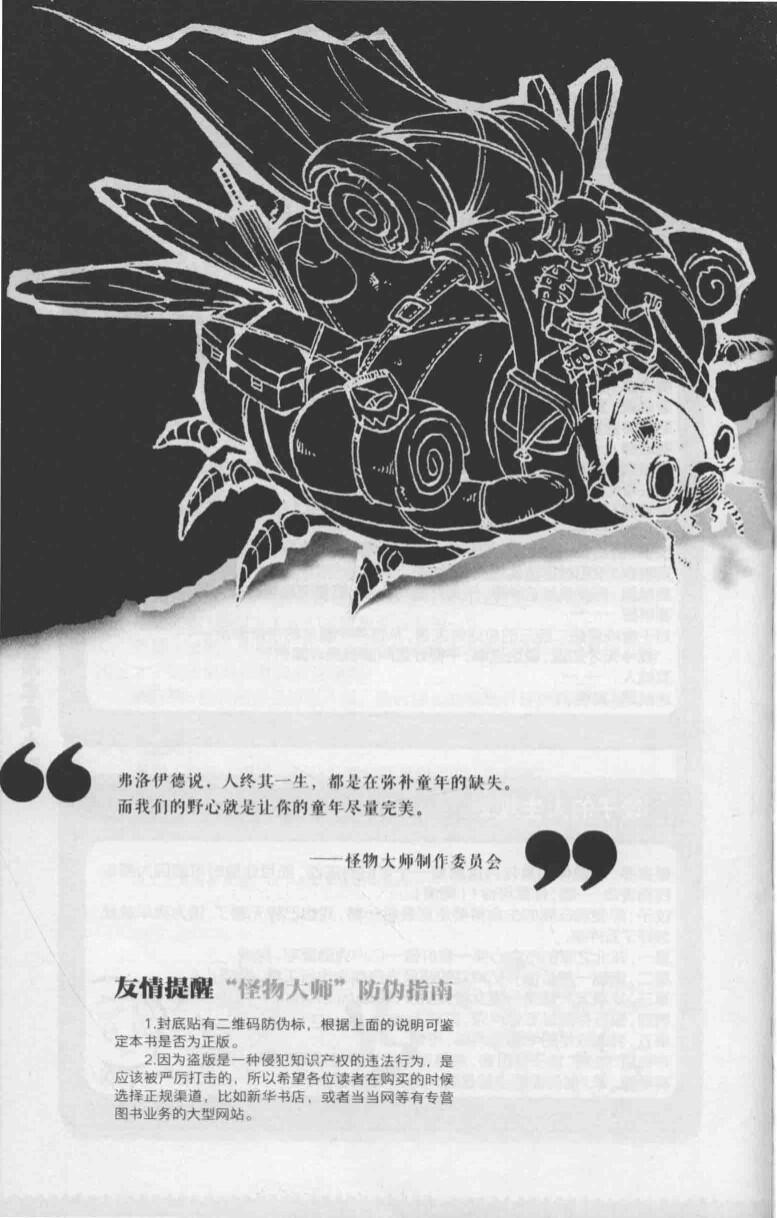 弗洛伊德说，人终其一生，都是在弥补童年的缺失。
而我们的野心就是让你的童年尽量完美。
——怪物大师制作委员会
友情提醒“怪物大师”防伪指南
1.封底贴有二维码防伪标，根据上面的说明可鉴
定本书是否为正版。
2.因为盗版是一种侵犯知识产权的违法行为，是
应该被严厉打击的，所以希望各位读者在购买的时候
选择正规渠道，比如新华书店，或者当当网等有专营
图书业务的大型网站。